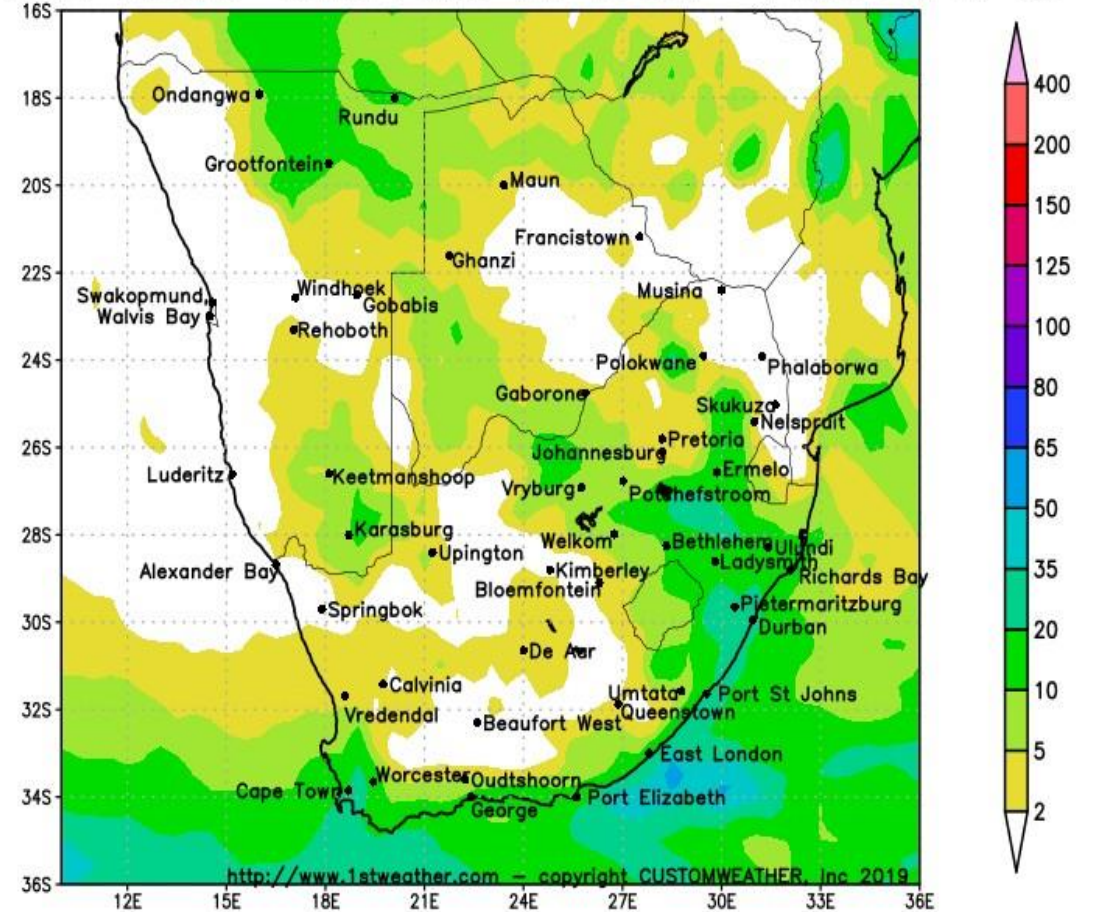 16S
400
Ondangwa
18S
Rundu
200
Grootfontein
20S
Maun
150
Francistown
Ghanzi
22S
125
Windhoek
Swakopmund
Gobabis
Musina
Walvis Bay
Rehoboth
100
24S
Polokwane
Phalaborwa
80
Gaborone
Skukuza
Nelsprait
26S
Pretoria
65
Johannesburg
Ermelo
Luderitz
Keetmanshoop
Vryburg
Potchefstroom
50
28S
Karasburg
Welkom
Bethlehem
Ulundi
Upington
Ladysmith
Alexander Bay
Kimberley
35
Bloemfontein
Richards Bay
Springbok
Pietermaritzburg
30S
Durban
20
De Aar
Calvinia
Umtata
Port St Johns
10
32S
Vredendal
Beaufort West
Queenstown
5
East London
Worcester
Oudtshoorn
Cape Town
34S
George
Port Elizabeth
2
http://www.1stweather.com – copyright CUSTOMWEATHER, Inc 2019
36S
12E 15E 18E 21E 24E 27E 30E 33E 36E